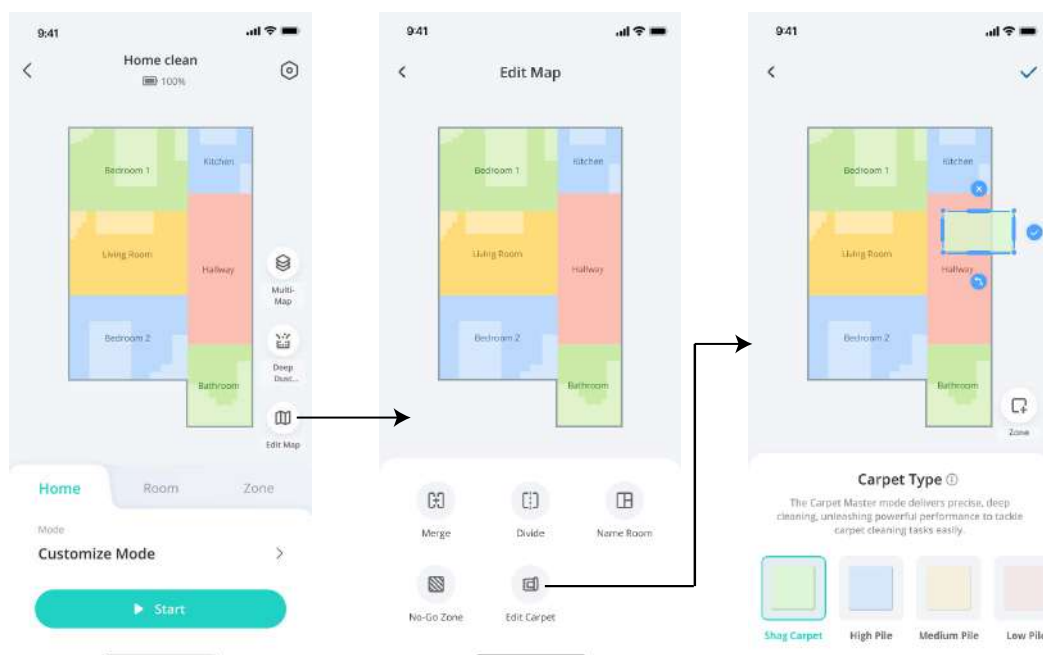 9:41
Home clean
100%
Bedroom 1
Kitchen
Living Room
Hallway
Multi-
Map
Bedroom 2
Deep
Dust...
Bathroom
Edit Map
Home
Room
Zone
Mode
Customize Mode
Start
9:41
Edit Map
Bedroom 1
Kitchen
Living Room
Hallway
Bedroom 2
Bathroom
Merge
Divide
Name Room
No-Go Zone
Edit Carpet
9:41
Bedroom 1
Kitchen
Living Room
Hallway
Bedroom 2
Bathroom
Zone
Carpet Type
The Carpet Master mode delivers precise, deep
cleaning, unleashing powerful performance to tackle
carpet cleaning tasks easily.
Shag Carpet
High Pile
Medium Pile
Low Pile